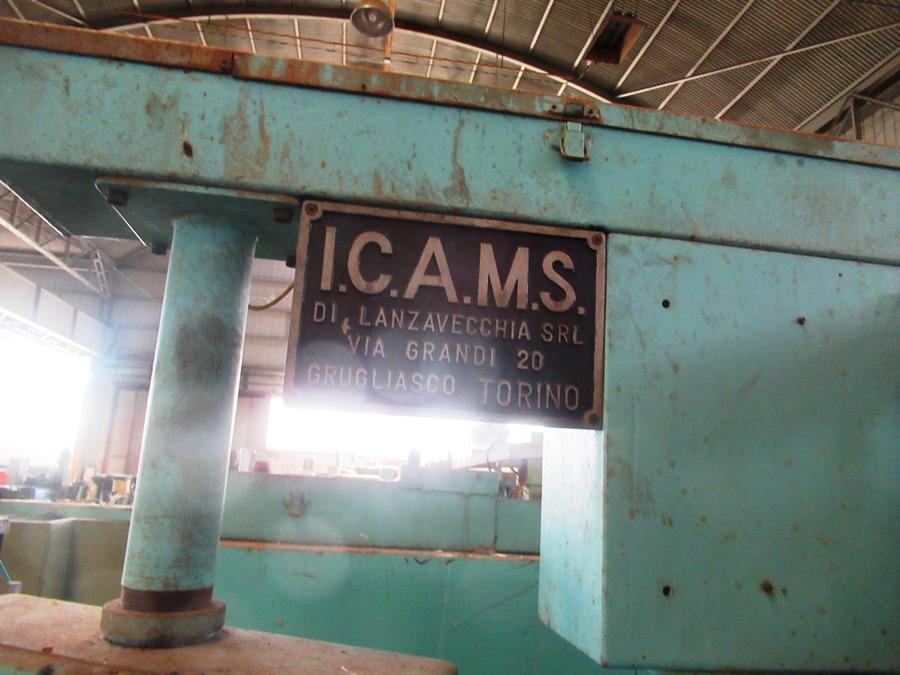 I.C.A.M.S.
DI LANZAVECCHIA SRL
VIA GRANDI 20
GRUGLIASCO TORINO